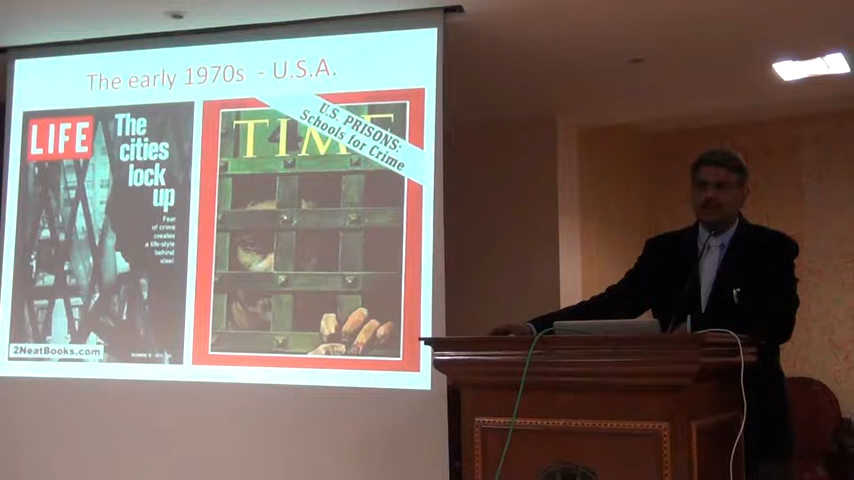 The early 1970s - U.S.A.
LIFE
The
cities
lock
up
Fear
of crime
creates
a life-style
behind
steel
2NeatBooks.com
TIME
U.S. PRISONS:
Schools for Crime